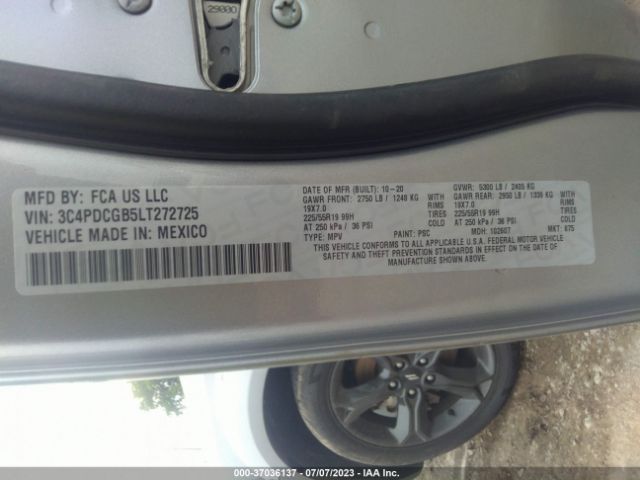 29000
MFD BY: FCA US LLC
VIN: 3C4PDCGB5LT272725
VEHICLE MADE IN: MEXICO
DATE OF MFR (BUILT): 10-20
GAWR FRONT: 2750 LB / 1248 KG
19X7.0
225/55R19 99H
AT 250 kPa / 36 PSI
TYPE: MPV
WITH
RIMS
TIRES
COLD
PAINT: PSC
GVWR: 5300 LB / 2405 KG
GAWR REAR: 2950 LB / 1339 KG
19X7.0
225/55R19 99H
AT 250 kPa / 36 PSI
MDH: 102607
WITH
RIMS
TIRES
COLD
MKT: 875
THIS VEHICLE CONFORMS TO ALL APPLICABLE U.S.A. FEDERAL MOTOR VEHICLE
SAFETY AND THEFT PREVENTION STANDARDS IN EFFECT ON THE DATE OF
MANUFACTURE SHOWN ABOVE.
000-37036137 - 07/07/2023 - IAA Inc.